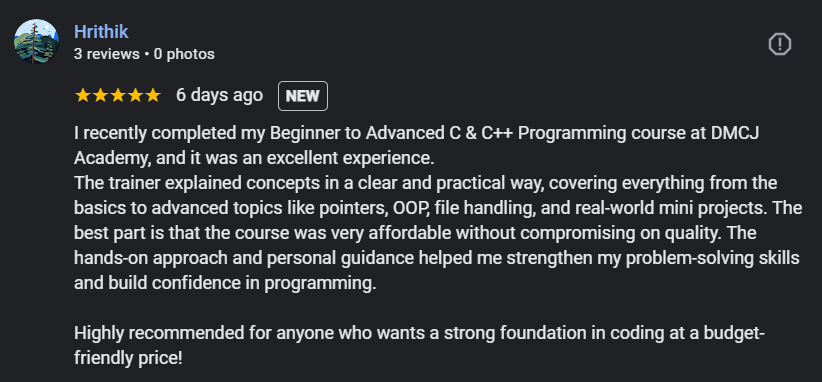 Hrithik
3 reviews • 0 photos
6 days ago NEW
I recently completed my Beginner to Advanced C & C++ Programming course at DMCJ
Academy, and it was an excellent experience.
The trainer explained concepts in a clear and practical way, covering everything from the
basics to advanced topics like pointers, OOP, file handling, and real-world mini projects. The
best part is that the course was very affordable without compromising on quality. The
hands-on approach and personal guidance helped me strengthen my problem-solving skills
and build confidence in programming.
Highly recommended for anyone who wants a strong foundation in coding at a budget-
friendly price!